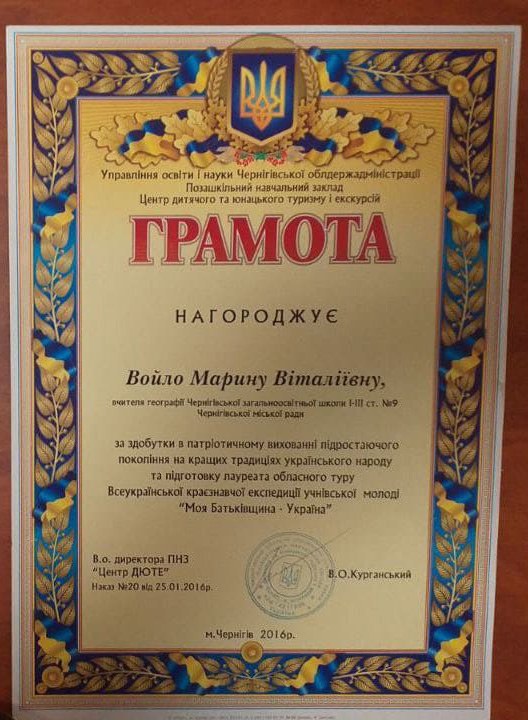 Управління освіти і науки Чернігівської облдержадміністрації
Позашкільний навчальний заклад
Центр дитячого та юнацького туризму і екскурсій
ГРАМОТА
НАГОРОДЖУЄ
Войло Марину Віталіївну,
вчителя географії Чернігівської загальноосвітньої школи І-ІІІ ст. №9
Чернігівської міської ради
за здобутки в патріотичному вихованні підростаючого
покоління на кращих традиціях українського народу
та підготовку лауреата обласного туру
Всеукраїнської краєзнавчої експедиції учнівської молоді
"Моя Батьківщина - Україна"
В.о. директора ПНЗ
"Центр ДЮТЕ"
Наказ №20 від 25.01.2016р.
В.О.Курганський
м.Чернігів 2016р.